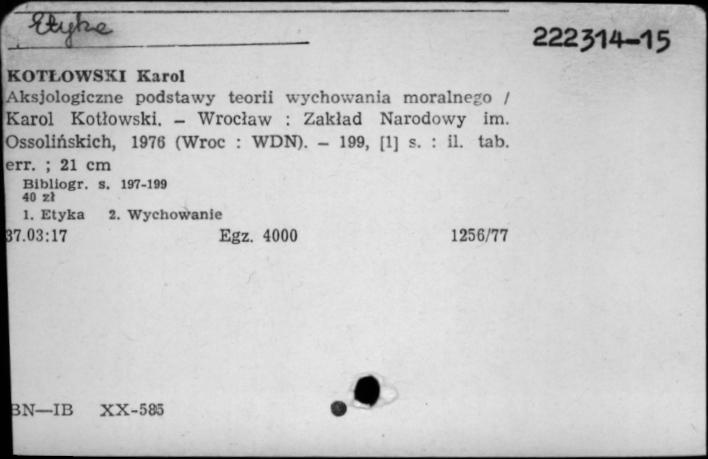 Etyka
222314-15
KOTŁOWSKI Karol
Aksjologiczne podstawy teorii wychowania moralnego /
Karol Kotłowski. — Wrocław : Zakład Narodowy im.
Ossolińskich, 1976 (Wroc : WDN). — 199, [1] s. : il. tab.
err. ; 21 cm
Bibliogr. s. 197-199
40 zł
1. Etyka 2. Wychowanie
37.03:17 Egz. 4000 1256/77
BN—IB XX-585